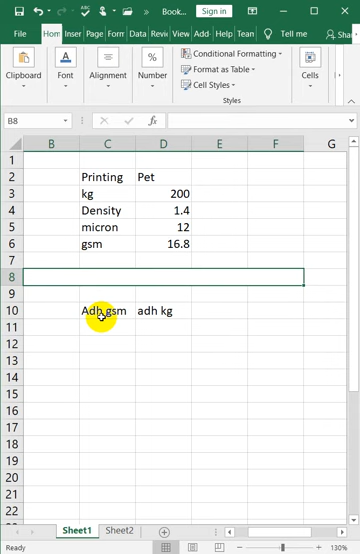 Book... Sign in
File Hom Inser Page Form Data Revi View Add- Help Team Tell me Shar
Clipboard Font Alignment Number Conditional Formatting Format as Table Cell Styles Cells
Styles
B8 fx
B C D E F G
1
2 Printing Pet
3 kg 200
4 Density 1.4
5 micron 12
6 gsm 16.8
7
8
9
10 Adh gsm adh kg
11
12
13
14
15
16
17
18
19
20
21
22
Sheet1 Sheet2
Ready 130%